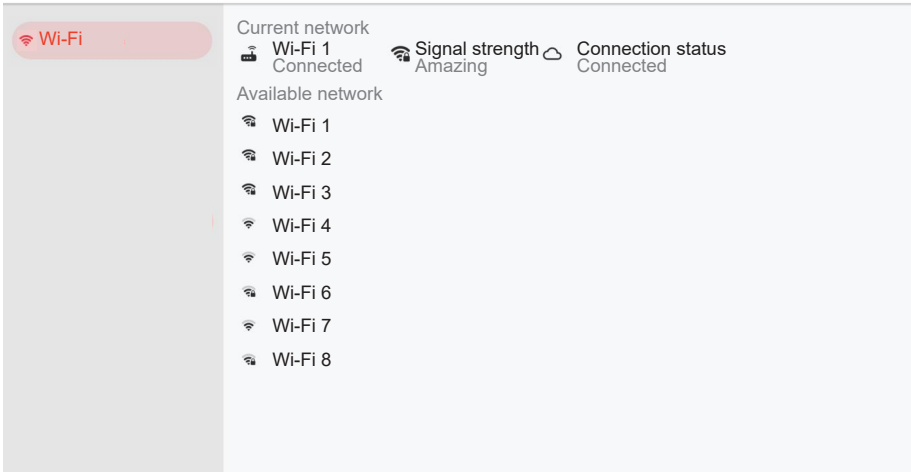 Wi-Fi
Current network
Wi-Fi 1 Signal strength Connection status
Connected Amazing Connected
Available network
Wi-Fi 1
Wi-Fi 2
Wi-Fi 3
Wi-Fi 4
Wi-Fi 5
Wi-Fi 6
Wi-Fi 7
Wi-Fi 8